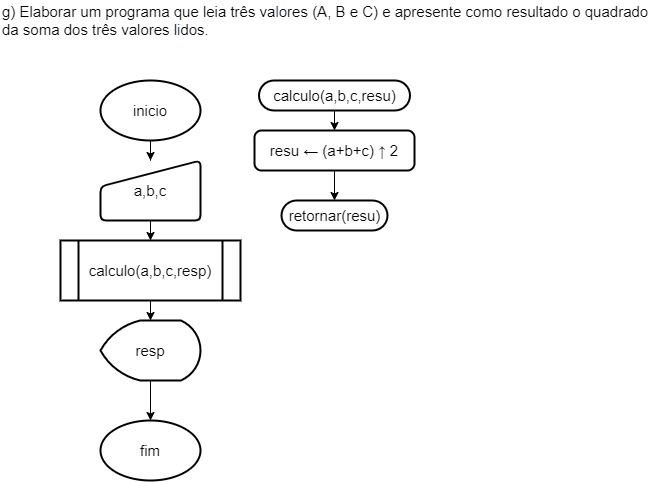 g) Elaborar um programa que leia três valores (A, B e C) e apresente como resultado o quadrado
da soma dos três valores lidos.
inicio
a,b,c
calculo(a,b,c,resp)
resp
fim
calculo(a,b,c,resu)
resu ← (a+b+c) ↑ 2
retornar(resu)